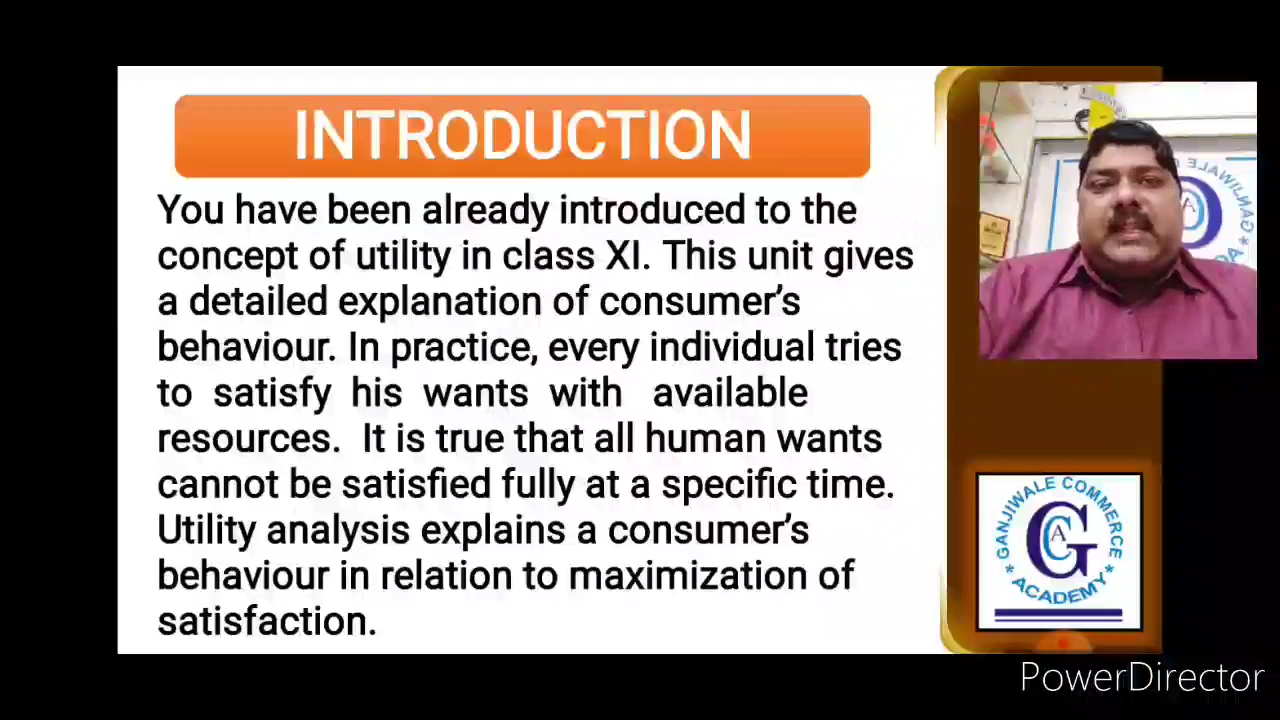 INTRODUCTION
You have been already introduced to the
concept of utility in class XI. This unit gives
a detailed explanation of consumer's
behaviour. In practice, every individual tries
to satisfy his wants with available
resources. It is true that all human wants
cannot be satisfied fully at a specific time.
Utility analysis explains a consumer's
behaviour in relation to maximization of
satisfaction.
GANJIWALE COMMERCE
GAC
* ACADEMY *
PowerDirector